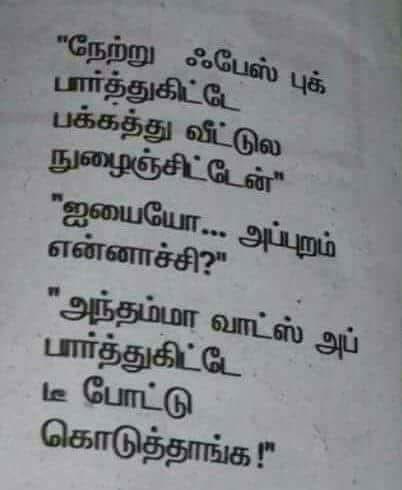 "நேற்று ஃபேஸ் புக்
பார்த்துகிட்டே
பக்கத்து வீட்டுல
நுழைஞ்சிட்டேன்"
"ஐயையோ... அப்புறம்
என்னாச்சி?"
"அந்தம்மா வாட்ஸ் அப்
பார்த்துகிட்டே
டீ போட்டு
கொடுத்தாங்க!"